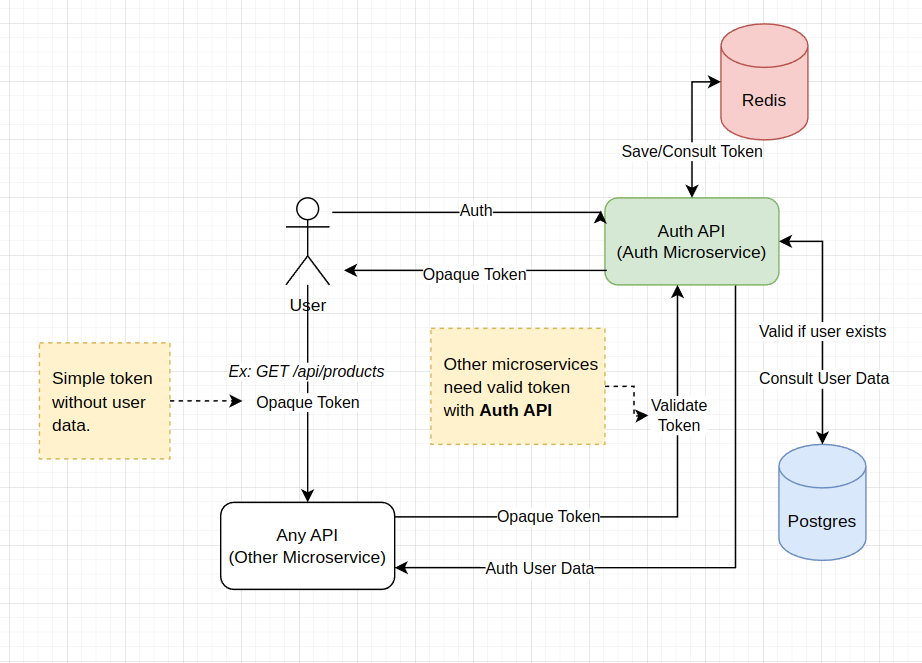 Redis
Save/Consult Token
Auth
Auth API
(Auth Microservice)
Opaque Token
User
Valid if user exists
Consult User Data
Ex: GET /api/products
Opaque Token
Simple token
without user
data.
Other microservices
need valid token
with Auth API
Validate
Token
Postgres
Any API
(Other Microservice)
Opaque Token
Auth User Data